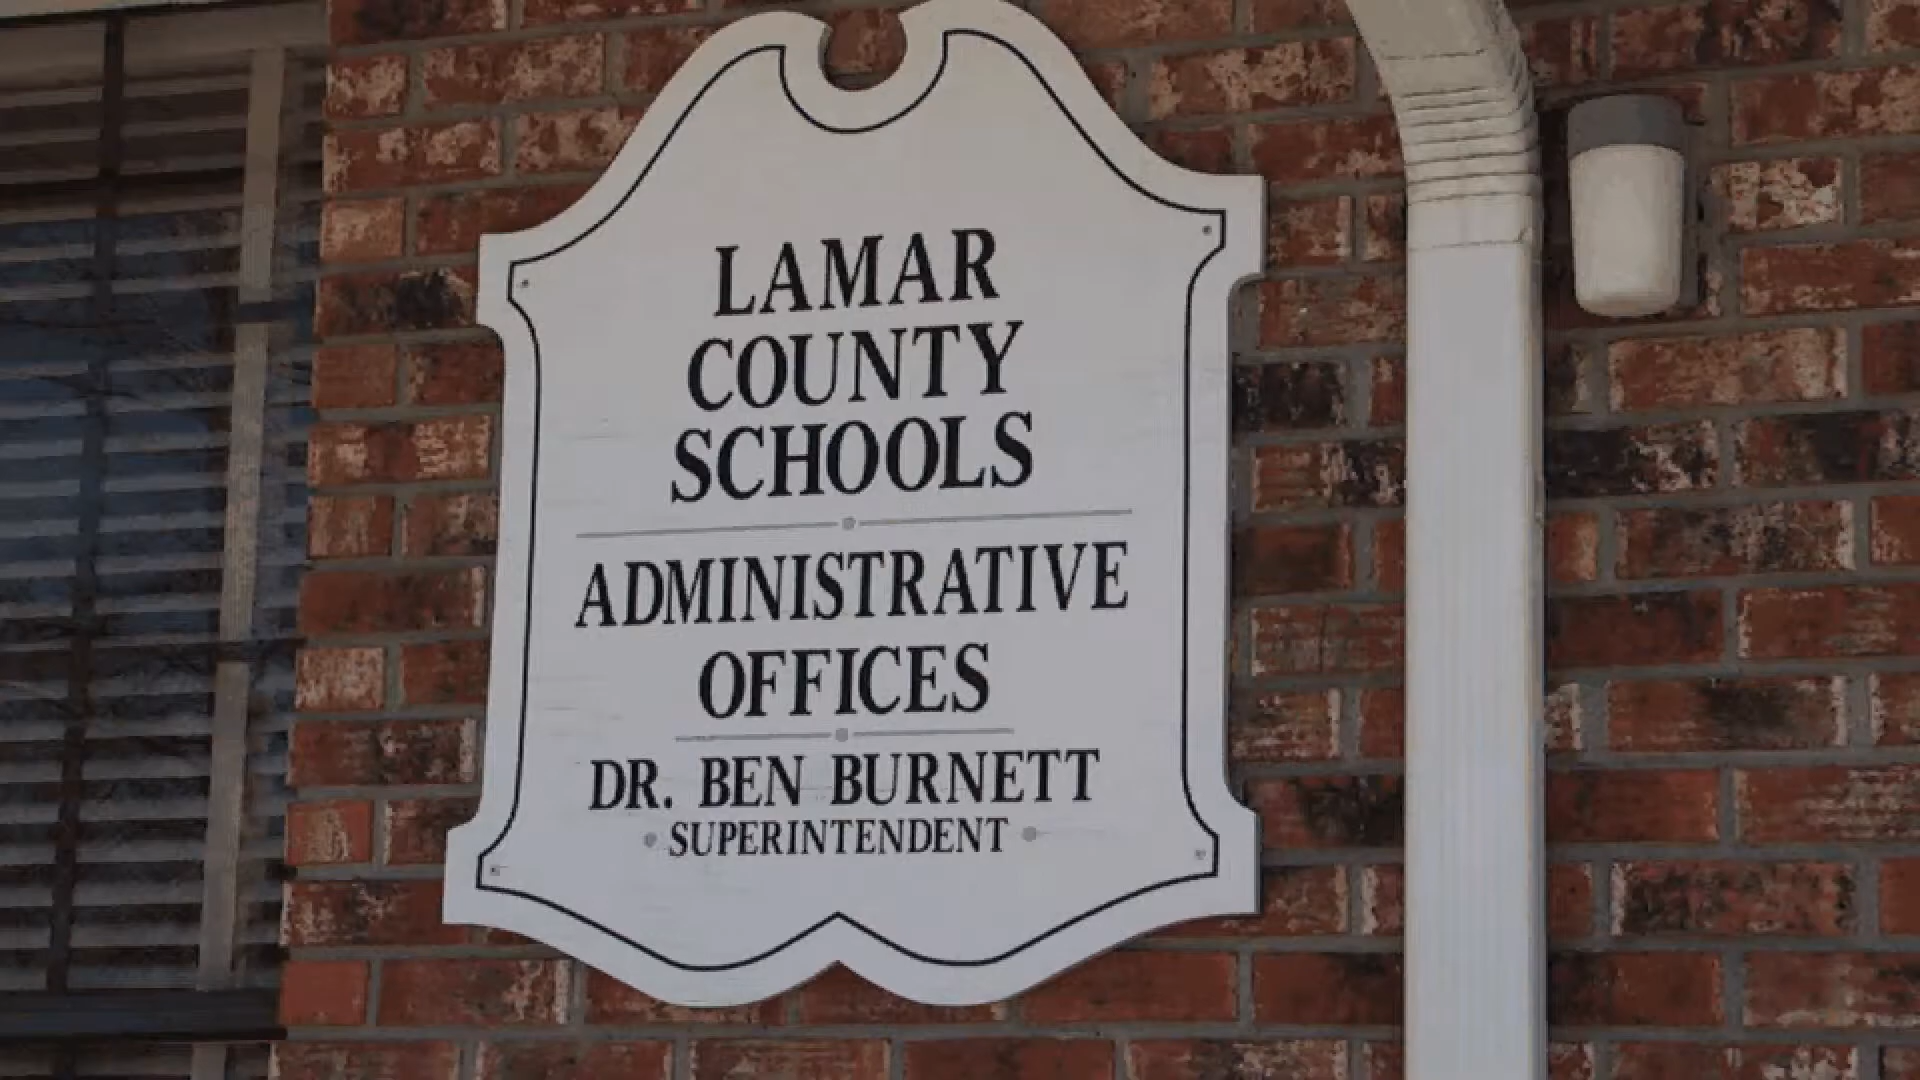 LAMAR
COUNTY
SCHOOLS
ADMINISTRATIVE
OFFICES
DR. BEN BURNETT
SUPERINTENDENT